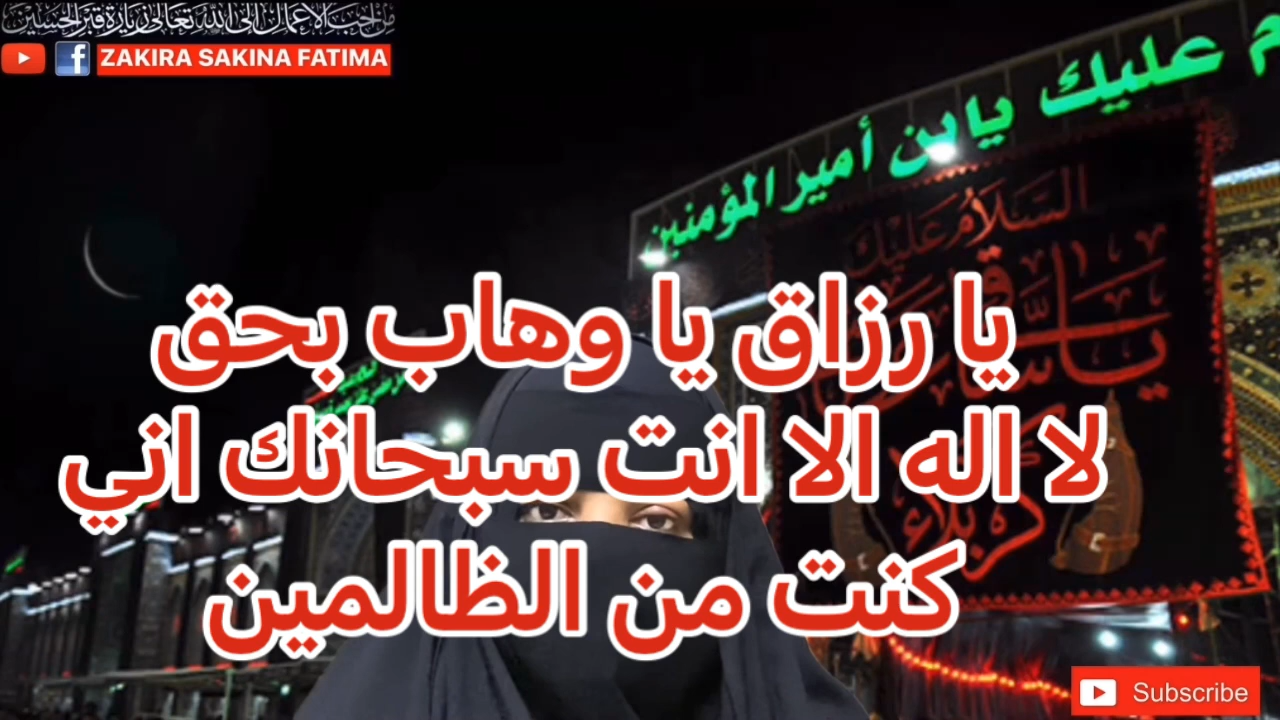 من احب الاعمال الى الله تعالى زيارة قبر الحسين
ZAKIRA SAKINA FATIMA
م عليك يابن أمير المؤمنين
السلام عليك
كربلاء
يا رزاق يا وهاب بحق
لا اله الا انت سبحانك اني
كنت من الظالمين
Subscribe